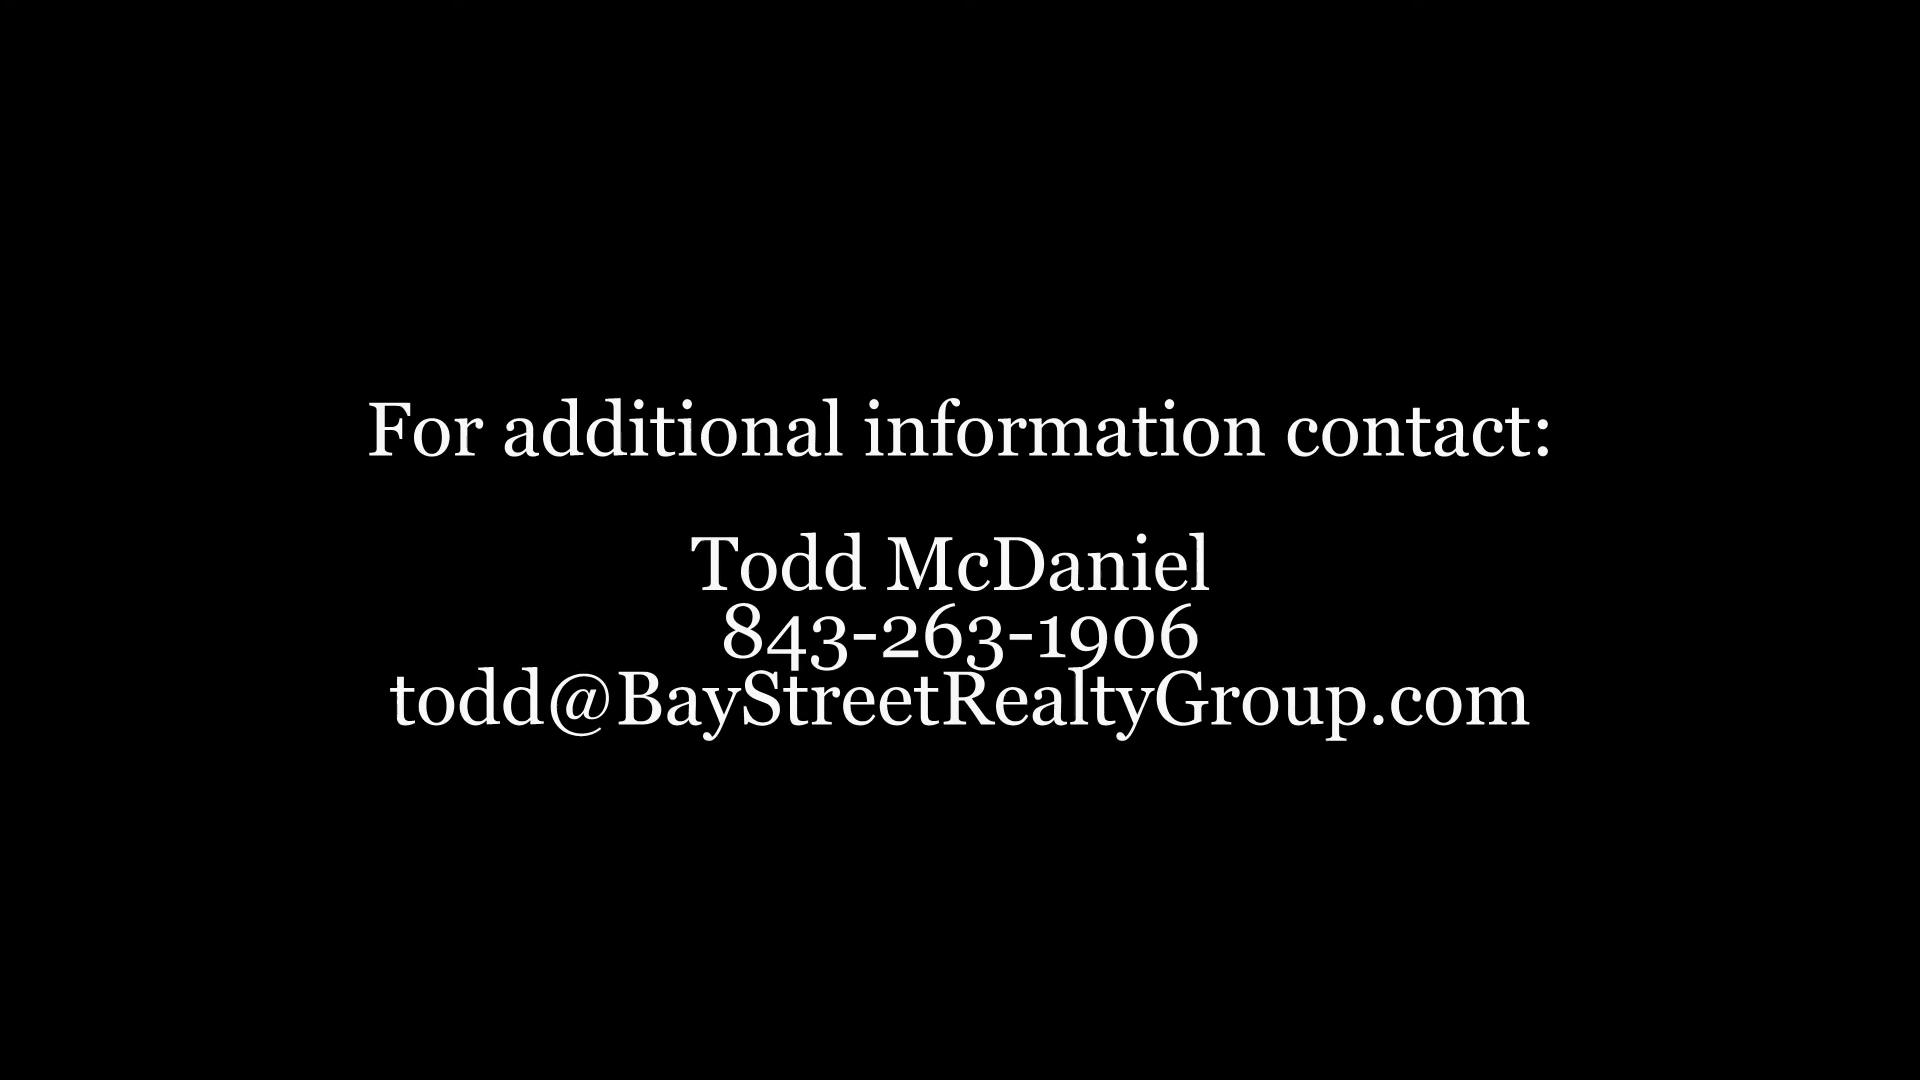 For additional information contact:
Todd McDaniel
843-263-1906
todd@BayStreetRealtyGroup.com